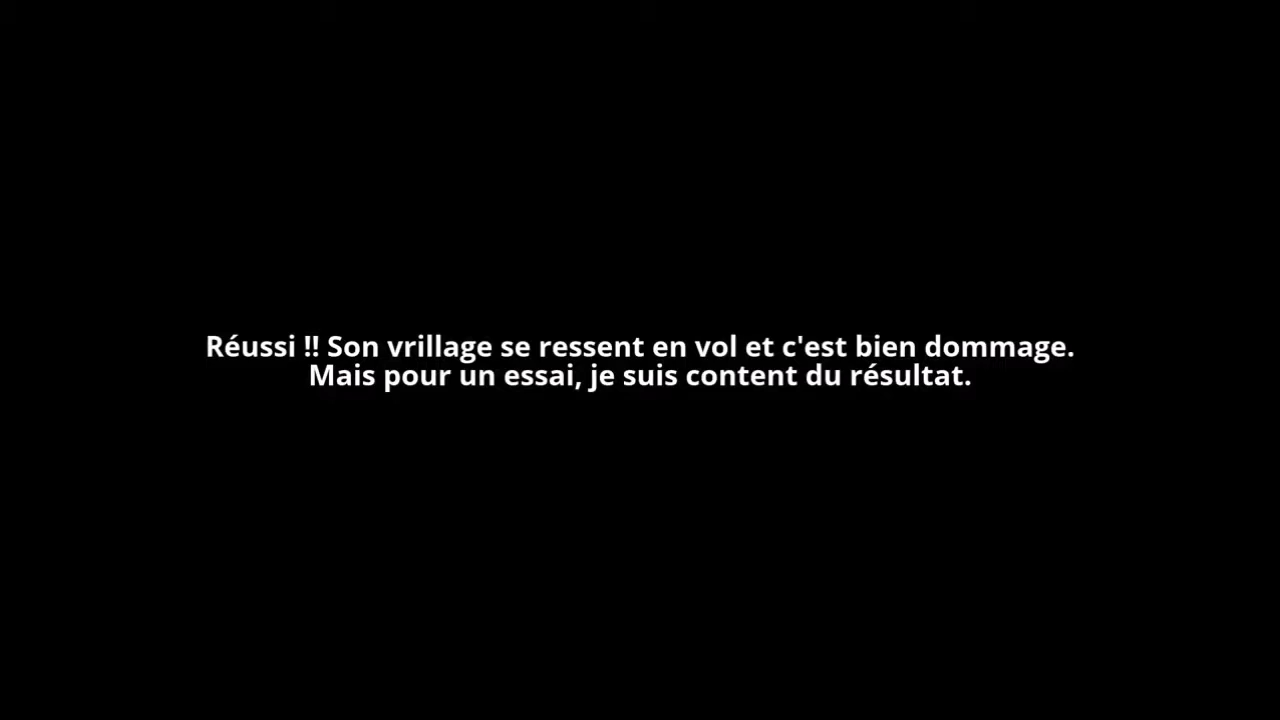 Réussi !! Son vrillage se ressent en vol et c'est bien dommage.
Mais pour un essai, je suis content du résultat.